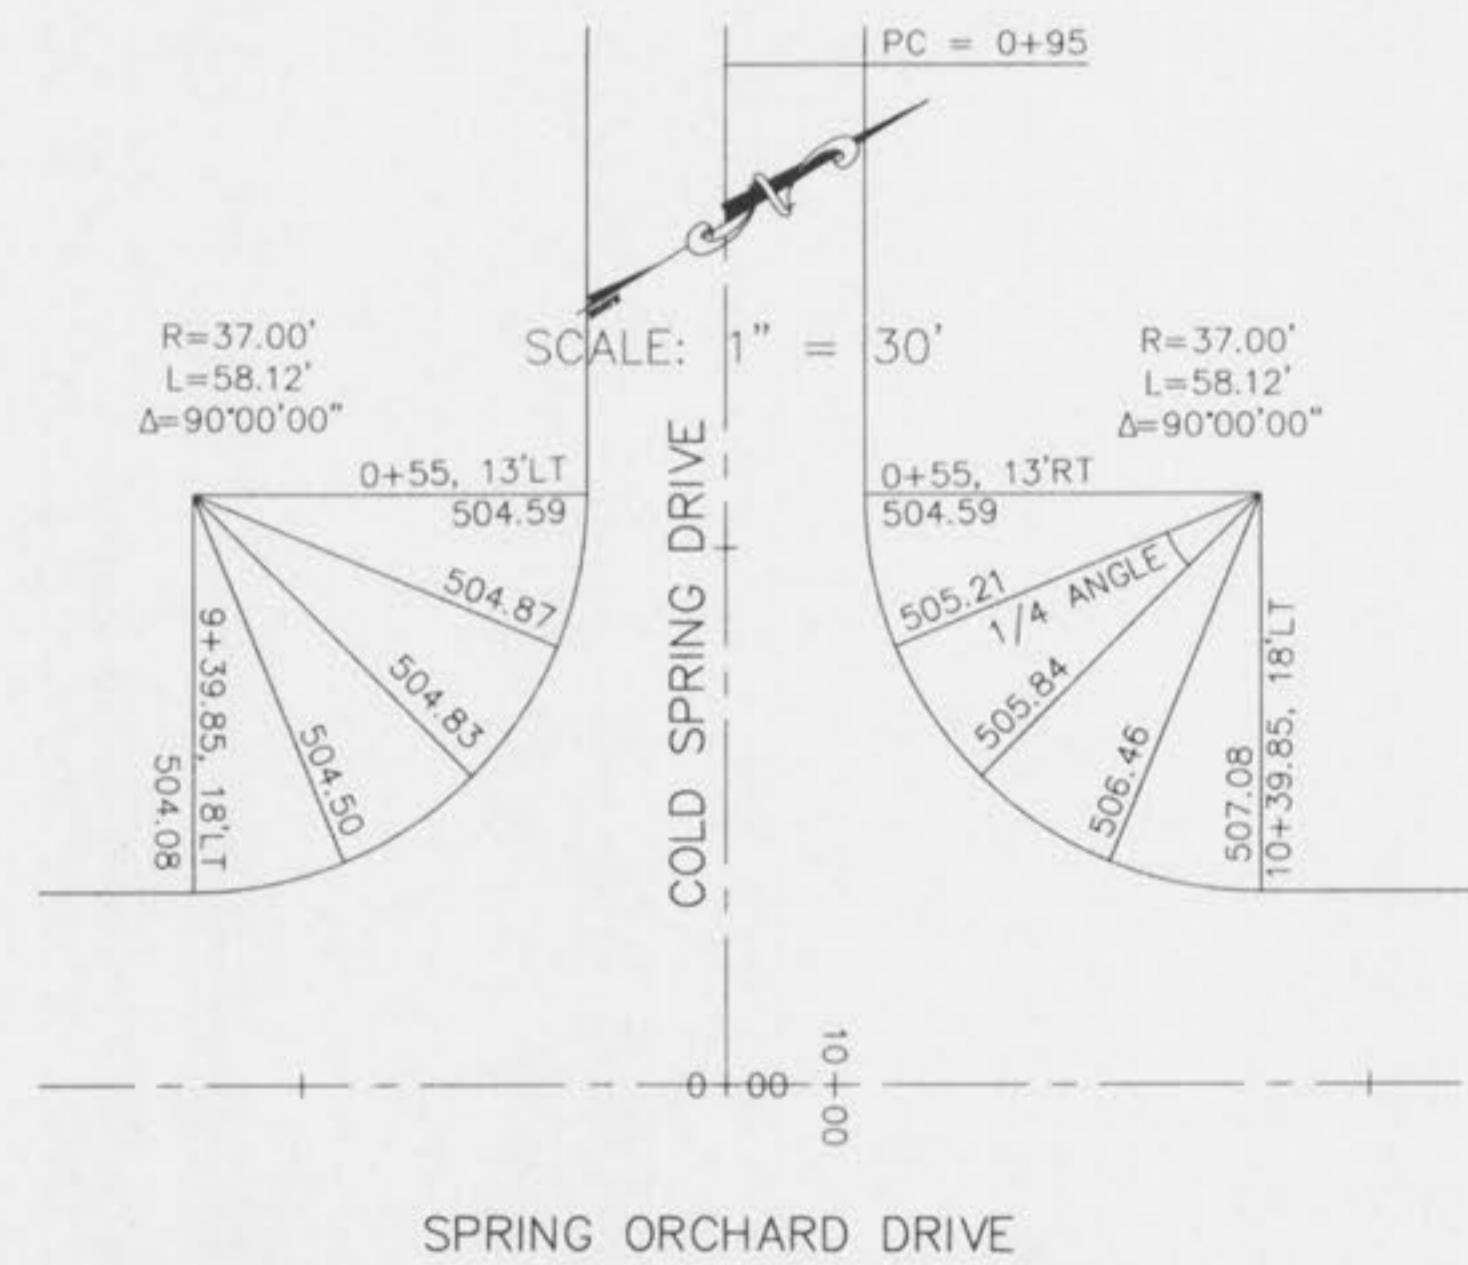 PC = 0+95
SCALE: 1" = 30'
R=37.00'
L=58.12'
Δ=90°00'00"
R=37.00'
L=58.12'
Δ=90°00'00"
0+55, 13'LT
504.59
0+55, 13'RT
504.59
504.87
504.83
504.50
9+39.85, 18'LT
504.08
COLD SPRING DRIVE
505.21
1/4 ANGLE
505.84
506.46
507.08
10+39.85, 18'LT
0+00
10+00
SPRING ORCHARD DRIVE